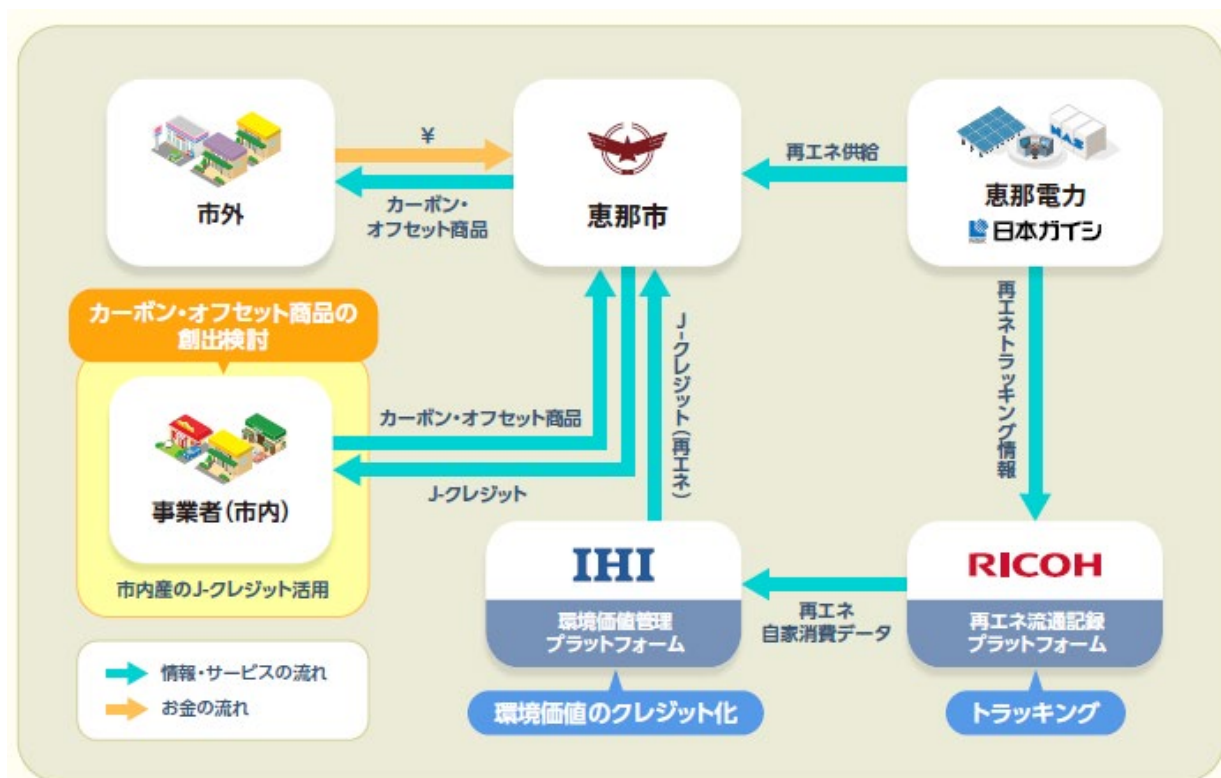 ¥
カーボン・
オフセット商品
市外
恵那市
再エネ供給
NAS
恵那電力
日本ガイシ
カーボン・オフセット商品の
創出検討
事業者(市内)
市内産のJ-クレジット活用
カーボン・オフセット商品
J-クレジット
J-クレジット(再エネ)
再エネトラッキング情報
IHI
環境価値管理
プラットフォーム
環境価値のクレジット化
再エネ
自家消費データ
RICOH
再エネ流通記録
プラットフォーム
トラッキング
情報・サービスの流れ
お金の流れ